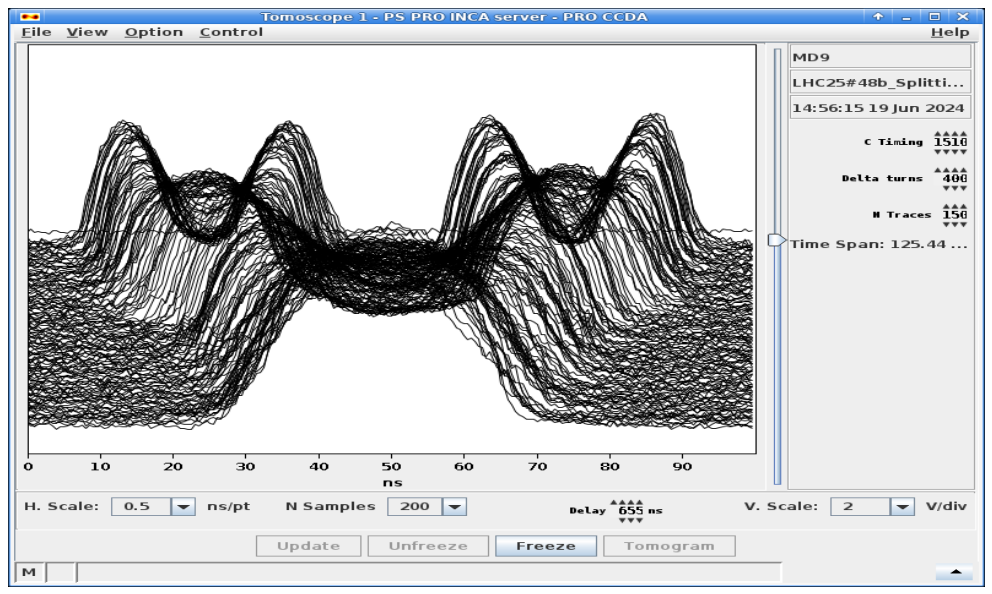 Tomoscope 1 - PS PRO INCA server - PRO CCDA
File View Option Control Help
MD9
LHC25#48b_Splitti...
14:56:15 19 Jun 2024
C Timing 1510
Delta turns 400
N Traces 150
Time Span: 125.44 ...
0 10 20 30 40 50 60 70 80 90
ns
H. Scale: 0.5 ns/pt N Samples 200 Delay 655 ns V. Scale: 2 V/div
Update Unfreeze Freeze Tomogram
M